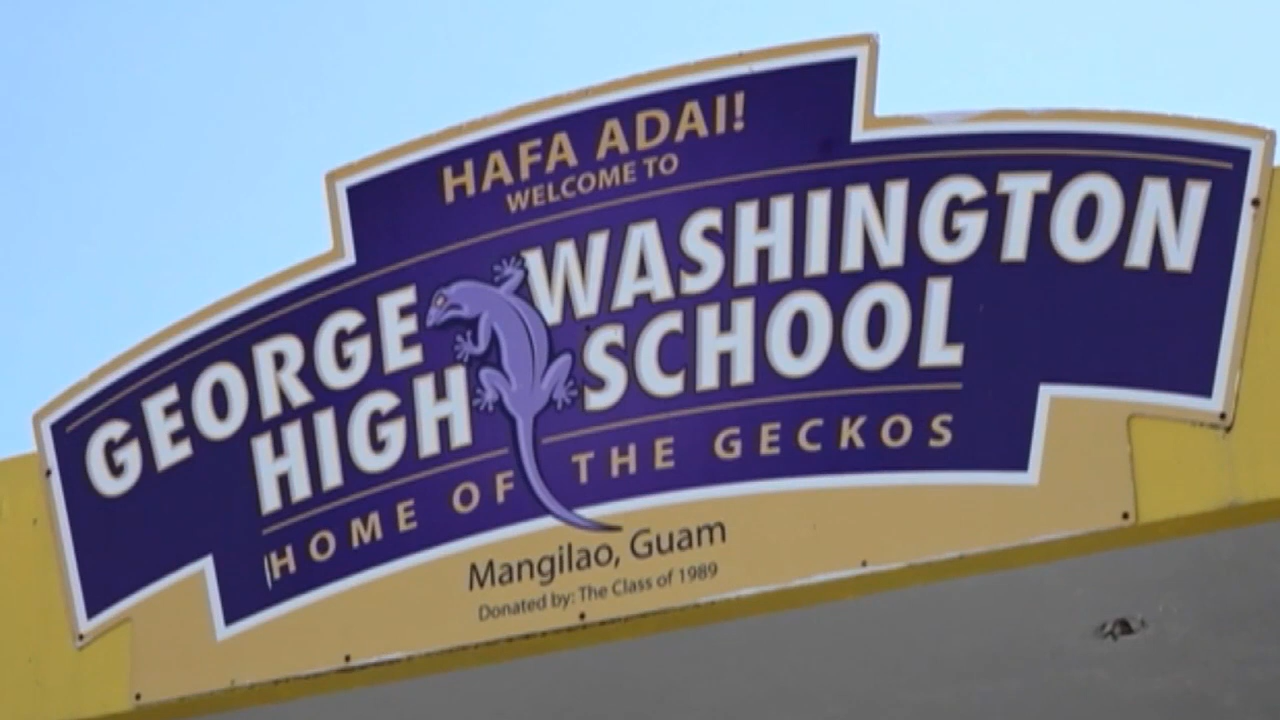 HAFA ADAI!
WELCOME TO
GEORGE WASHINGTON
HIGH SCHOOL
HOME OF THE GECKOS
Mangilao, Guam
Donated by: The Class of 1989